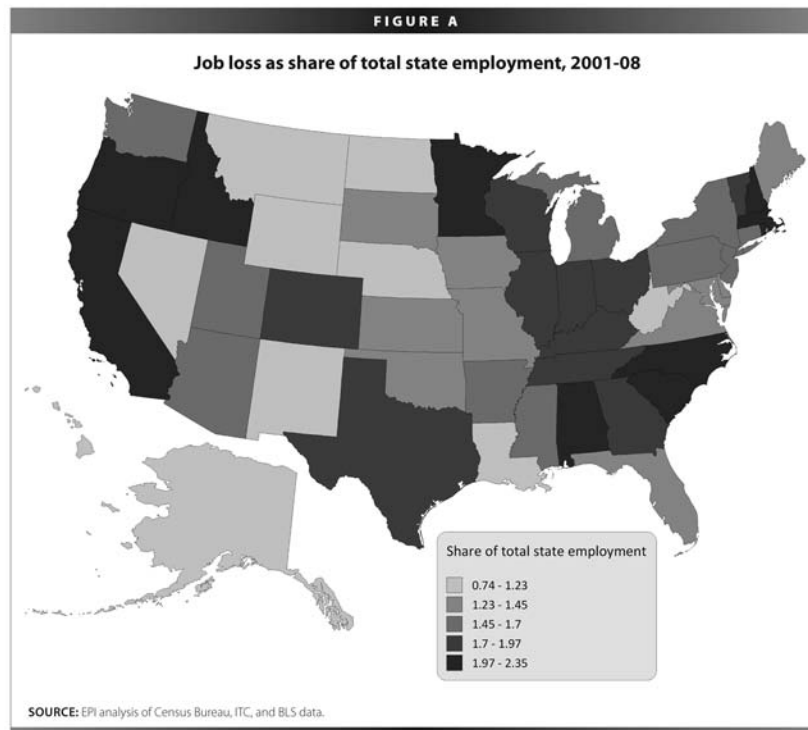 FIGURE A
Job loss as share of total state employment, 2001-08
Share of total state employment
0.74 - 1.23
1.23 - 1.45
1.45 - 1.7
1.7 - 1.97
1.97 - 2.35
SOURCE: EPI analysis of Census Bureau, ITC, and BLS data.